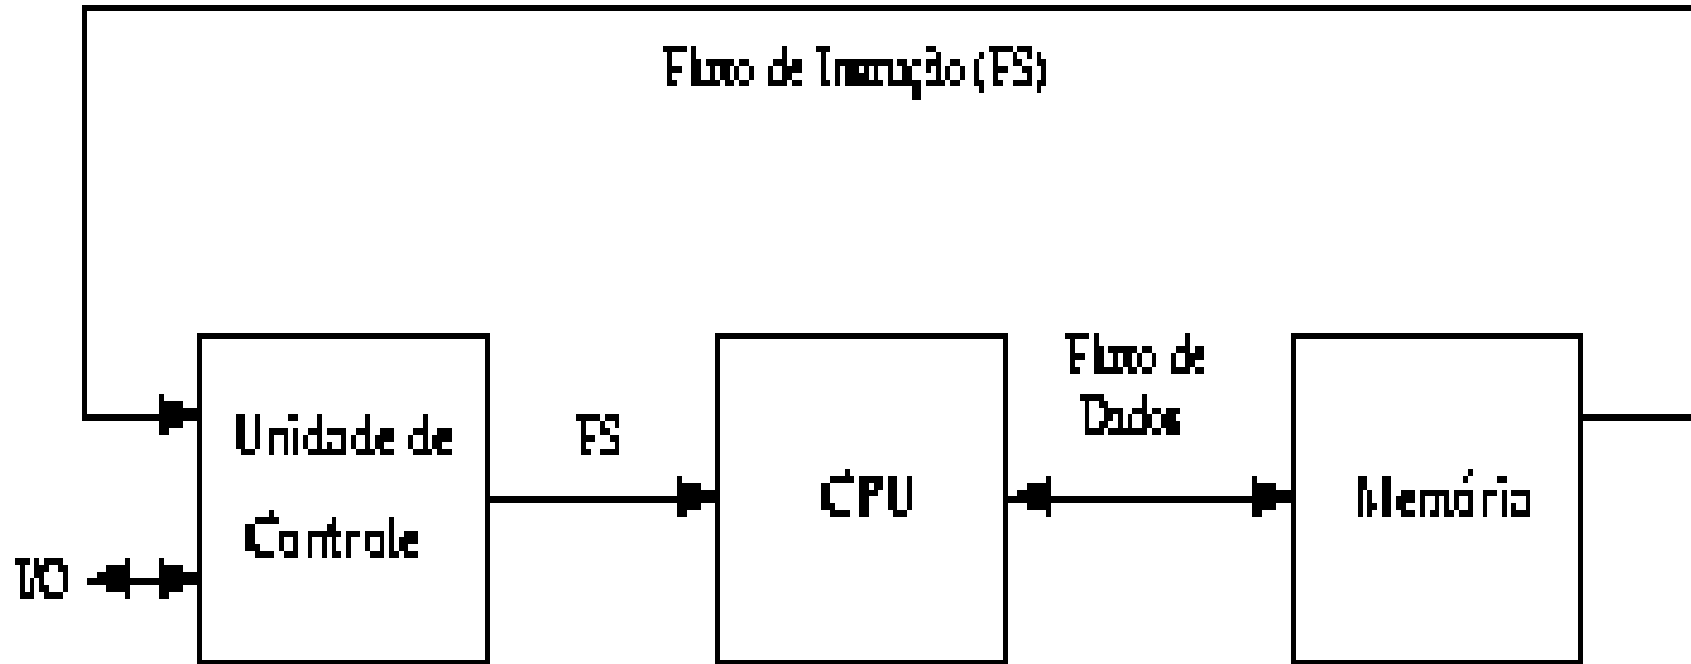 Fluxo de Instrução (FS)
Unidade de
Controle
I/O
FS
CPU
Fluxo de
Dados
Memória